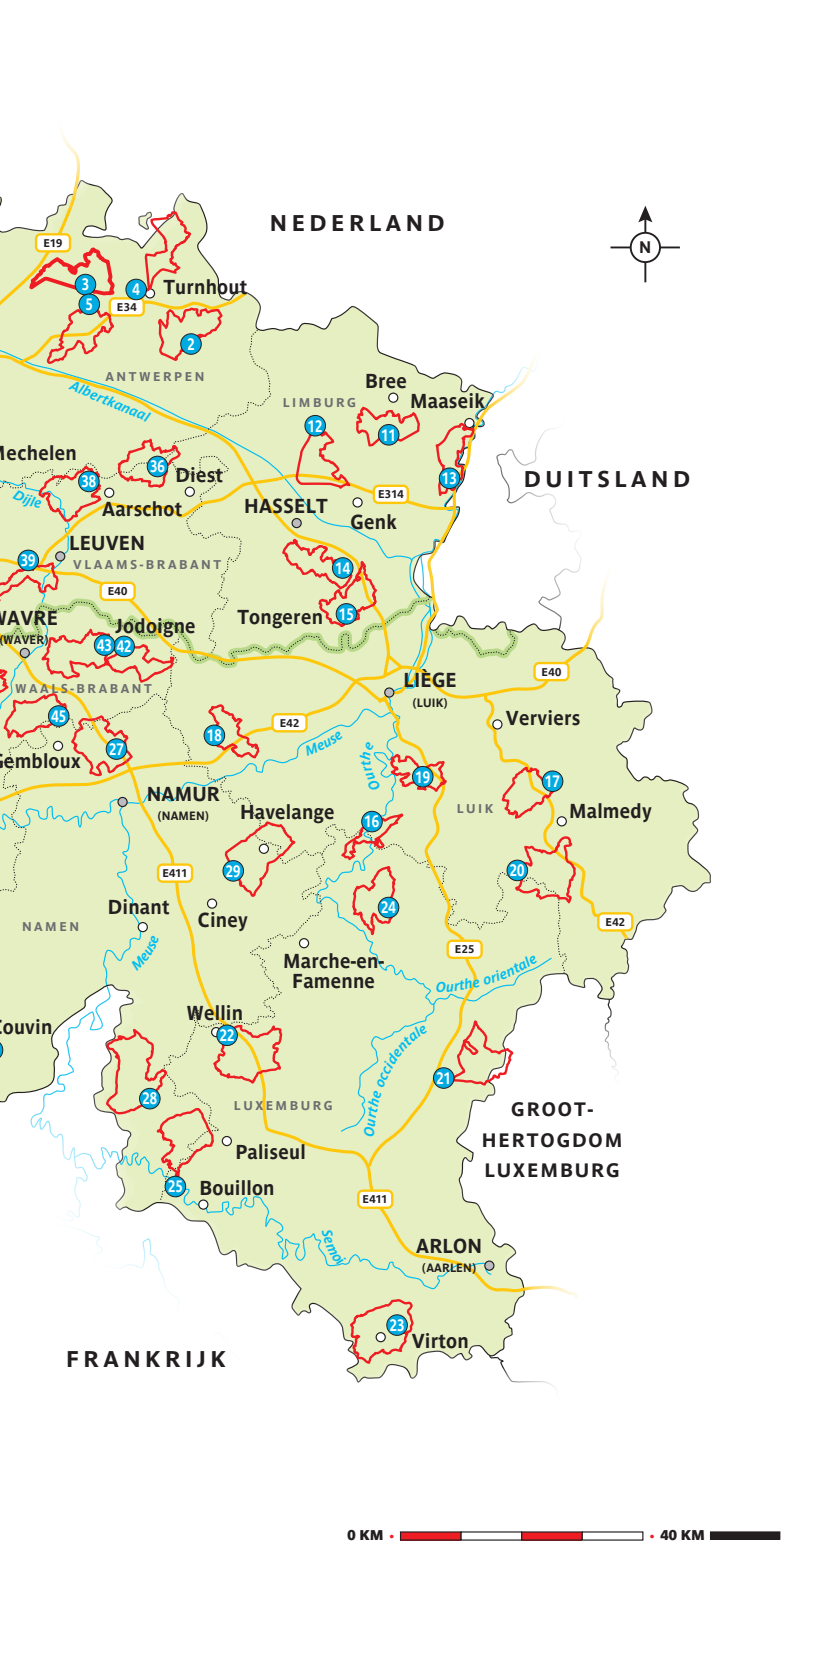 NEDERLAND
E19
N
3
4
Turnhout
5
E34
2
ANTWERPEN
Bree
Albertkanaal
LIMBURG
Maaseik
12
11
Mechelen
36
Diest
13
DUITSLAND
38
Dijle
E314
Aarschot
HASSELT
Genk
LEUVEN
39
VLAAMS-BRABANT
14
E40
15
Tongeren
WAVRE
(WAVER)
Jodoigne
43
42
E40
LIÈGE
(LUIK)
WAALS-BRABANT
45
E42
Verviers
18
Meuse
27
Gembloux
Ourthe
19
17
NAMUR
(NAMEN)
LUIK
Havelange
Malmedy
16
29
E411
20
24
Dinant
Ciney
E42
NAMEN
Meuse
E25
Marche-en-
Famenne
Ourthe orientale
Wellin
Couvin
22
Ourthe occidentale
21
28
LUXEMBURG
GROOT-
HERTOGDOM
LUXEMBURG
Paliseul
25
Bouillon
E411
Semoi
ARLON
(AARLEN)
23
Virton
FRANKRIJK
0 KM
40 KM